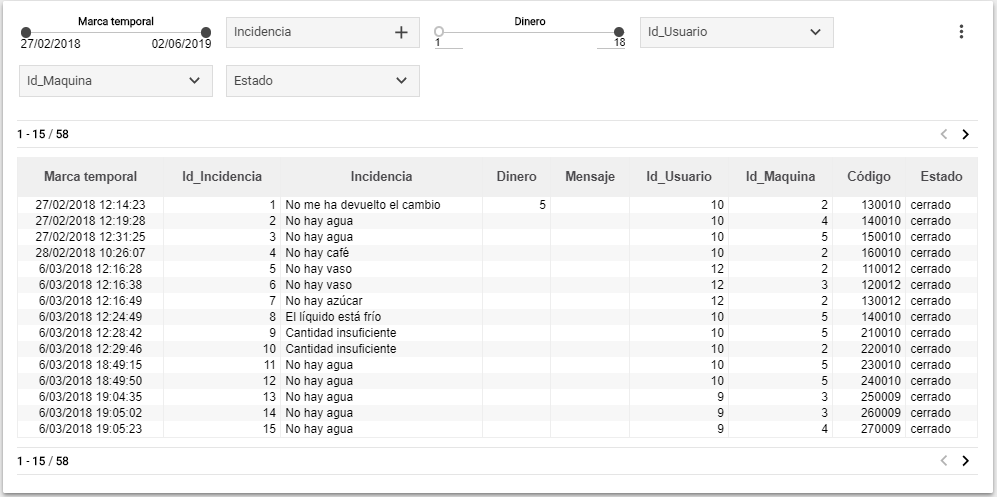 Marca temporal
27/02/2018 02/06/2019
Incidencia
Dinero
1 18
Id_Usuario
Id_Maquina
Estado
1 - 15 / 58
Marca temporal Id_Incidencia Incidencia Dinero Mensaje Id_Usuario Id_Maquina Código Estado
27/02/2018 12:14:23 1 No me ha devuelto el cambio 5 10 2 130010 cerrado
27/02/2018 12:19:28 2 No hay agua 10 4 140010 cerrado
27/02/2018 12:31:25 3 No hay agua 10 5 150010 cerrado
28/02/2018 10:26:07 4 No hay café 10 2 160010 cerrado
6/03/2018 12:16:28 5 No hay vaso 12 2 110012 cerrado
6/03/2018 12:16:38 6 No hay vaso 12 3 120012 cerrado
6/03/2018 12:16:49 7 No hay azúcar 12 2 130012 cerrado
6/03/2018 12:24:49 8 El líquido está frío 10 5 140010 cerrado
6/03/2018 12:28:42 9 Cantidad insuficiente 10 5 210010 cerrado
6/03/2018 12:29:46 10 Cantidad insuficiente 10 2 220010 cerrado
6/03/2018 18:49:15 11 No hay agua 10 5 230010 cerrado
6/03/2018 18:49:50 12 No hay agua 10 5 240010 cerrado
6/03/2018 19:04:35 13 No hay agua 9 3 250009 cerrado
6/03/2018 19:05:02 14 No hay agua 9 3 260009 cerrado
6/03/2018 19:05:23 15 No hay agua 9 4 270009 cerrado
1 - 15 / 58